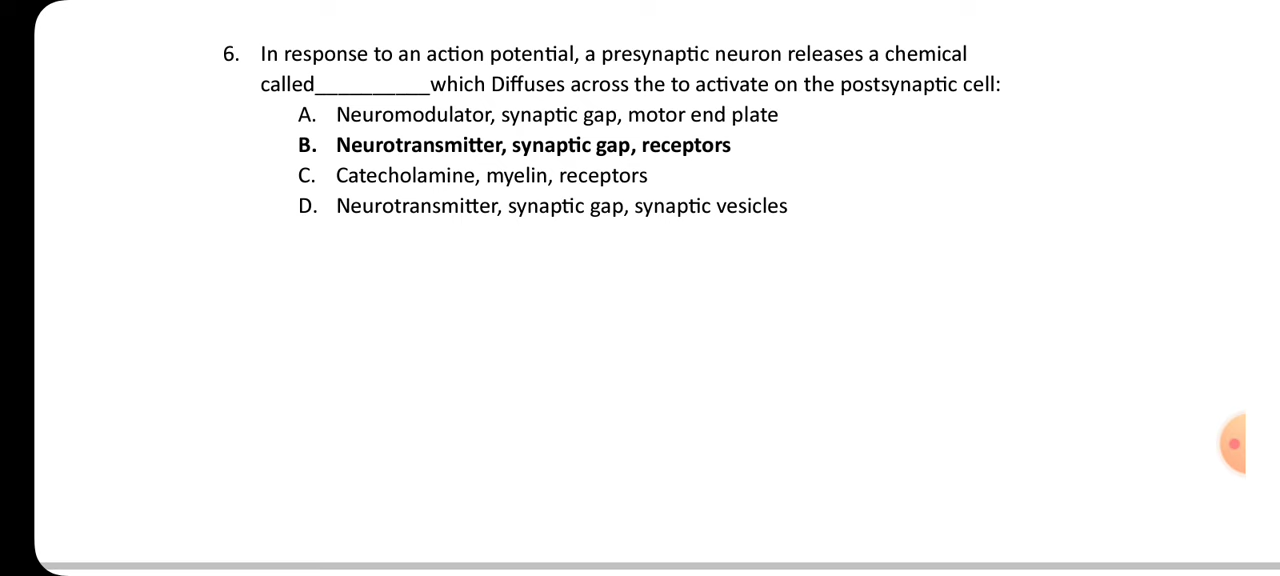 6. In response to an action potential, a presynaptic neuron releases a chemical
called__________which Diffuses across the to activate on the postsynaptic cell:
A. Neuromodulator, synaptic gap, motor end plate
B. Neurotransmitter, synaptic gap, receptors
C. Catecholamine, myelin, receptors
D. Neurotransmitter, synaptic gap, synaptic vesicles